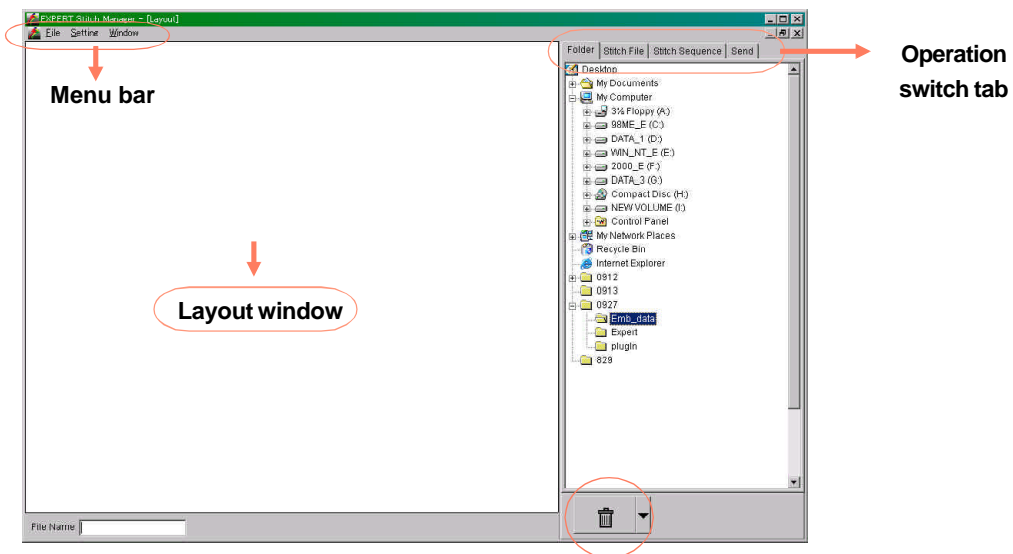 EXPERT Stitch Manager - [Layout]
File Setting Window
Menu bar
Layout window
File Name
Folder Stitch File Stitch Sequence Send
Operation
switch tab
Desktop
My Documents
My Computer
3½ Floppy (A:)
98ME_E (C:)
DATA_1 (D:)
WIN_NT_E (E:)
2000_E (F:)
DATA_3 (G:)
Compact Disc (H:)
NEW VOLUME (I:)
Control Panel
My Network Places
Recycle Bin
Internet Explorer
0912
0913
0927
Emb_data
Expert
plugin
829